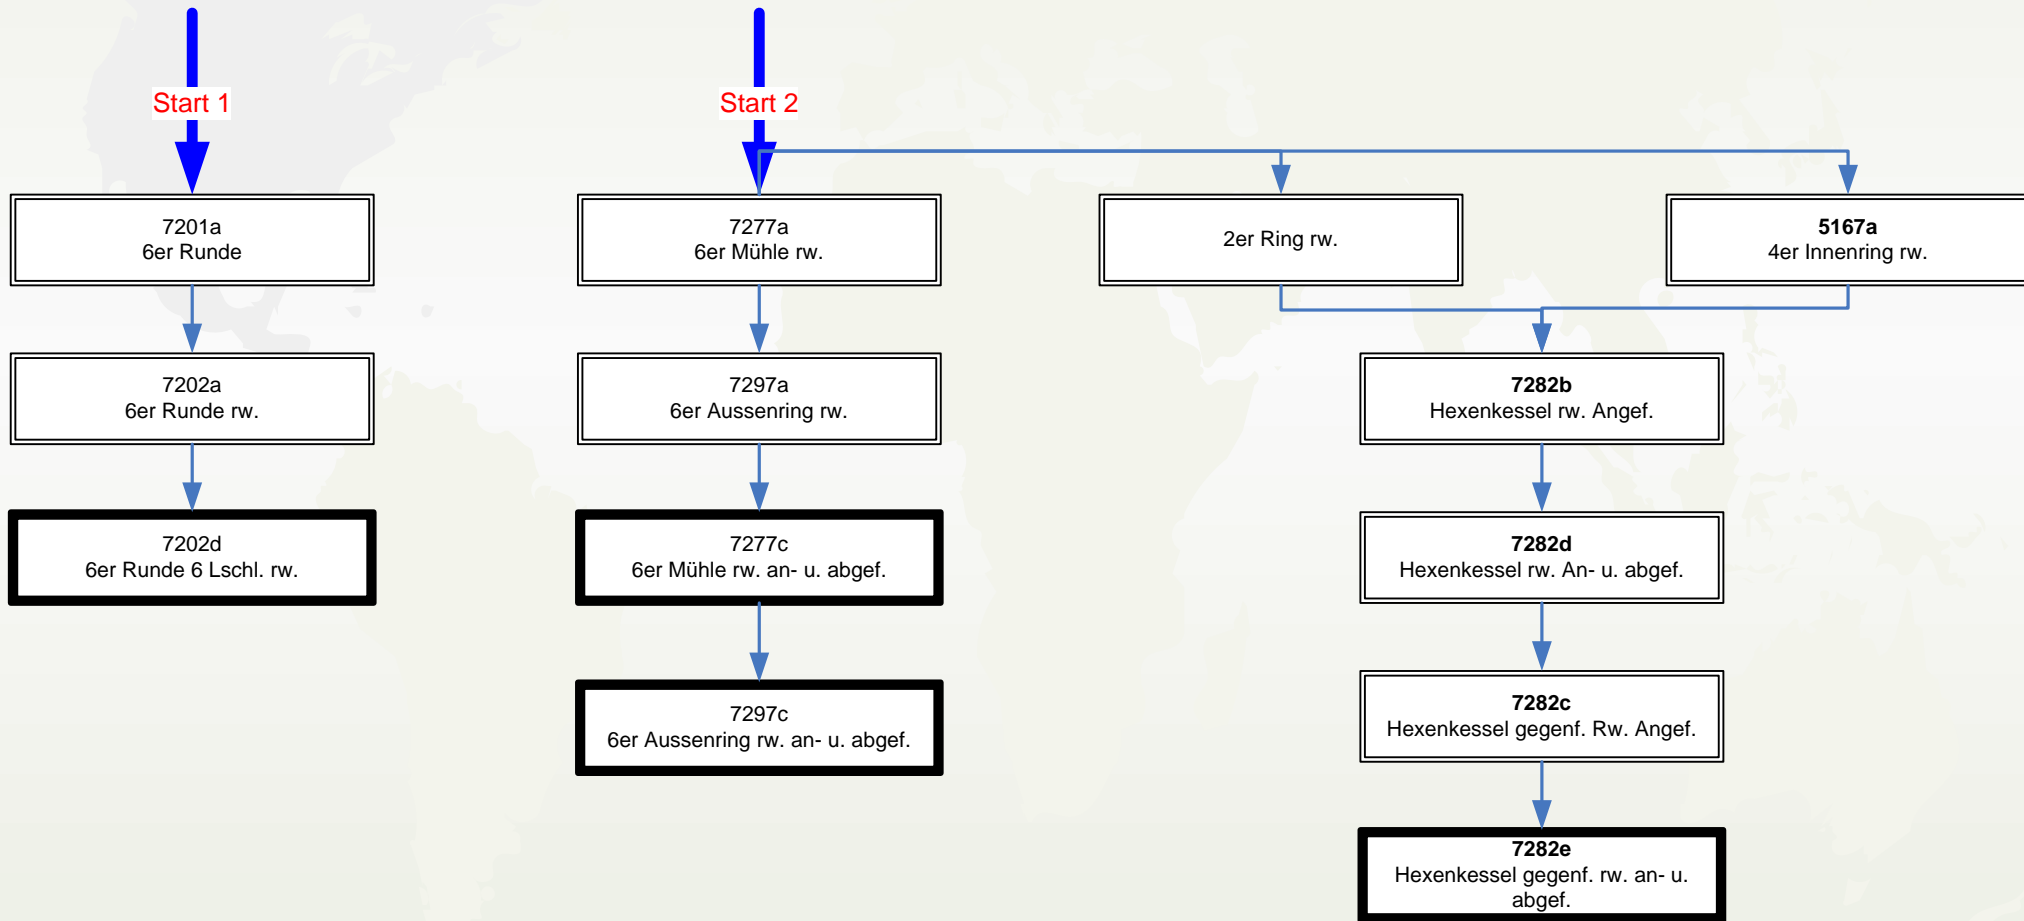 Start 1
Start 2
7201a
6er Runde
7277a
6er Mühle rw.
2er Ring rw.
5167a
4er Innenring rw.
7202a
6er Runde rw.
7297a
6er Aussenring rw.
7282b
Hexenkessel rw. Angef.
7202d
6er Runde 6 Lschl. rw.
7277c
6er Mühle rw. an- u. abgef.
7282d
Hexenkessel rw. An- u. abgef.
7297c
6er Aussenring rw. an- u. abgef.
7282c
Hexenkessel gegenf. Rw. Angef.
7282e
Hexenkessel gegenf. rw. an- u.
abgef.